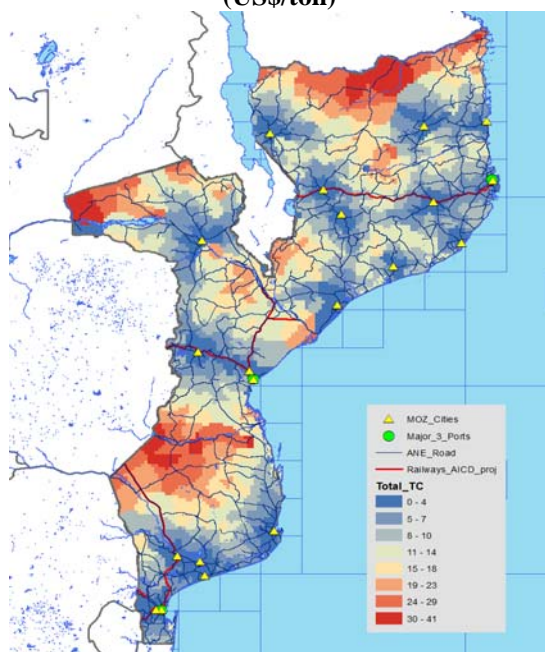 (US$/ton)
MOZ_Cities
Major_3_Ports
ANE_Road
Railways_AICD_proj
Total_TC
0 - 4
5 - 7
8 - 10
11 - 14
15 - 18
19 - 23
24 - 29
30 - 41